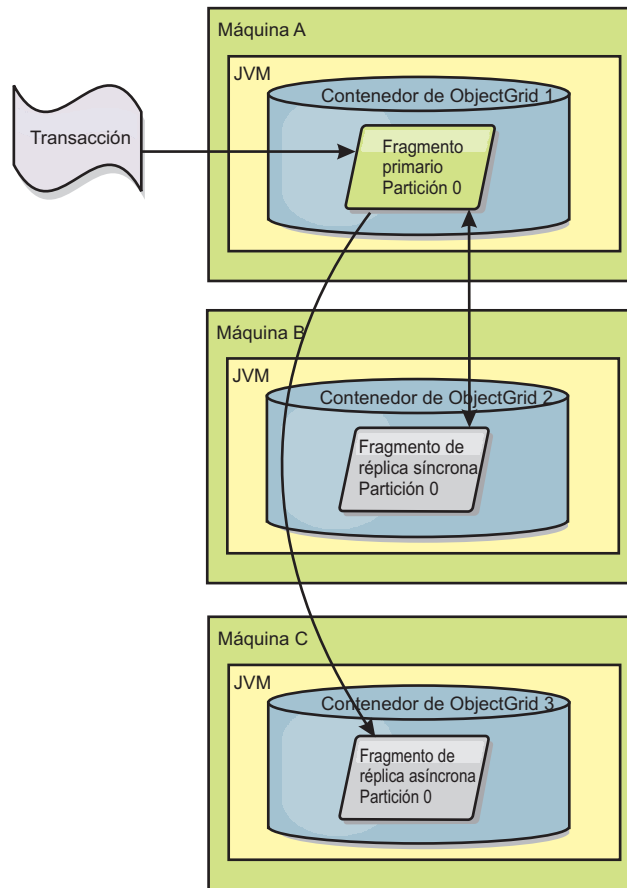 Máquina A
JVM
Contenedor de ObjectGrid 1
Transacción
Fragmento
primario
Partición 0
Máquina B
JVM
Contenedor de ObjectGrid 2
Fragmento de
réplica síncrona
Partición 0
Máquina C
JVM
Contenedor de ObjectGrid 3
Fragmento de
réplica asíncrona
Partición 0